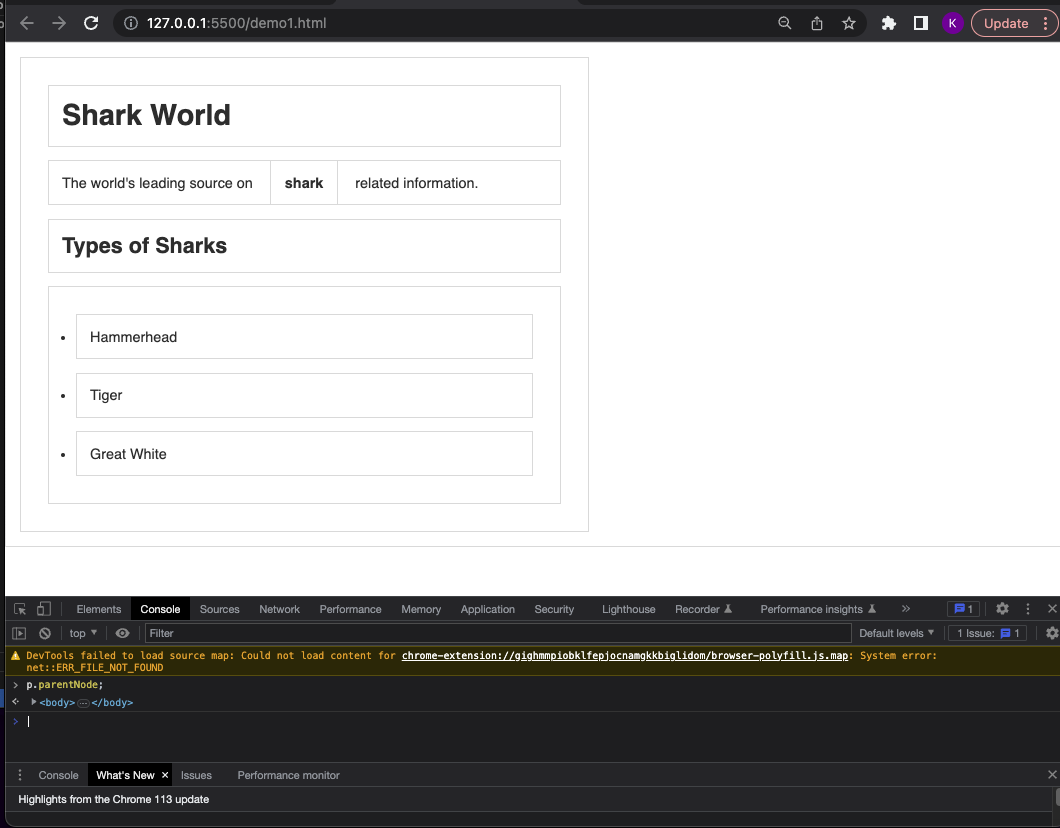 127.0.0.1:5500/demo1.html K Update
Shark World
The world's leading source on shark related information.
Types of Sharks
• Hammerhead
• Tiger
• Great White
Elements Console Sources Network Performance Memory Application Security Lighthouse Recorder Performance insights » 1
top Filter Default levels 1 Issue: 1
DevTools failed to load source map: Could not load content for chrome-extension://gighmmpiobklfepjocnamgkkbiglidom/browser-polyfill.js.map: System error:
net::ERR_FILE_NOT_FOUND
> p.parentNode;
<body>…</body>
>
Console What's New × Issues Performance monitor
Highlights from the Chrome 113 update